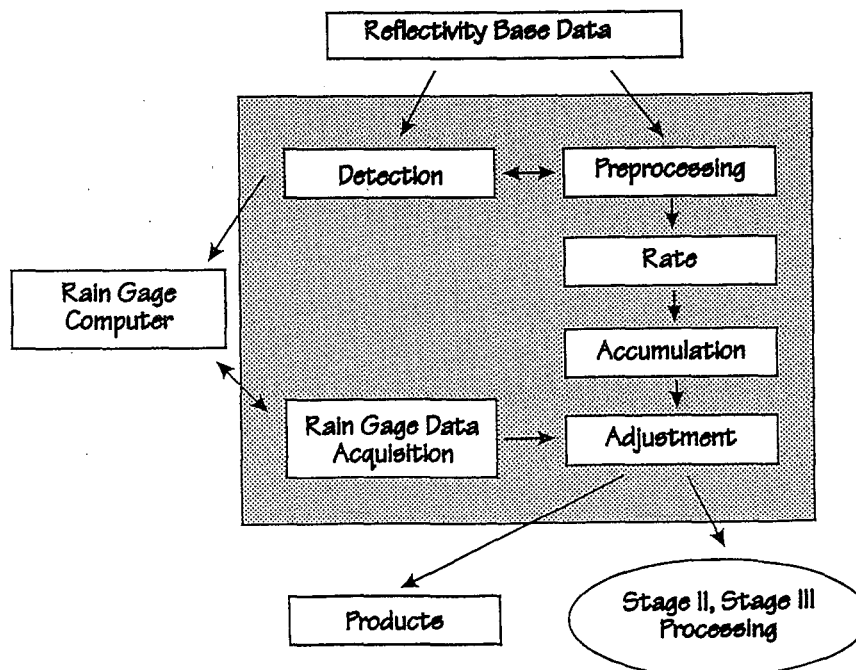 Reflectivity Base Data
Detection
Preprocessing
Rate
Rain Gage
Computer
Accumulation
Rain Gage Data
Acquisition
Adjustment
Products
Stage II, Stage III
Processing